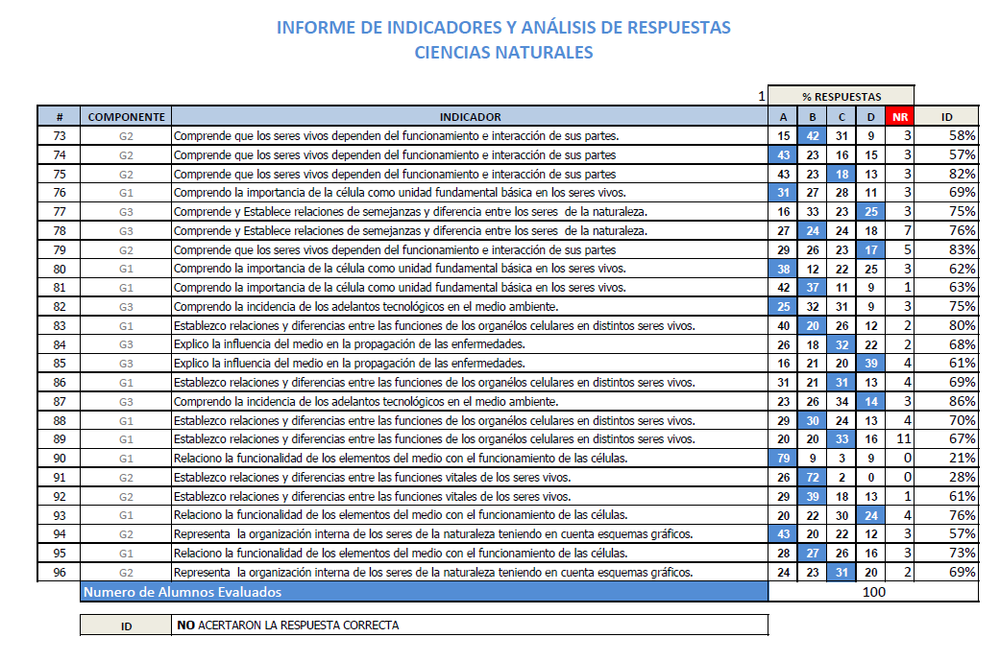 INFORME DE INDICADORES Y ANÁLISIS DE RESPUESTAS
CIENCIAS NATURALES
1 % RESPUESTAS
# COMPONENTE INDICADOR A B C D NR ID
73 G2 Comprende que los seres vivos dependen del funcionamiento e interacción de sus partes. 15 42 31 9 3 58%
74 G2 Comprende que los seres vivos dependen del funcionamiento e interacción de sus partes 43 23 16 15 3 57%
75 G2 Comprende que los seres vivos dependen del funcionamiento e interacción de sus partes 43 23 18 13 3 82%
76 G1 Comprendo la importancia de la célula como unidad fundamental básica en los seres vivos. 31 27 28 11 3 69%
77 G3 Comprende y Establece relaciones de semejanzas y diferencia entre los seres de la naturaleza. 16 33 23 25 3 75%
78 G3 Comprende y Establece relaciones de semejanzas y diferencia entre los seres de la naturaleza. 27 24 24 18 7 76%
79 G2 Comprende que los seres vivos dependen del funcionamiento e interacción de sus partes 29 26 23 17 5 83%
80 G1 Comprendo la importancia de la célula como unidad fundamental básica en los seres vivos. 38 12 22 25 3 62%
81 G1 Comprendo la importancia de la célula como unidad fundamental básica en los seres vivos. 42 37 11 9 1 63%
82 G3 Comprendo la incidencia de los adelantos tecnológicos en el medio ambiente. 25 32 31 9 3 75%
83 G1 Establezco relaciones y diferencias entre las funciones de los organélos celulares en distintos seres vivos. 40 20 26 12 2 80%
84 G3 Explico la influencia del medio en la propagación de las enfermedades. 26 18 32 22 2 68%
85 G3 Explico la influencia del medio en la propagación de las enfermedades. 16 21 20 39 4 61%
86 G1 Establezco relaciones y diferencias entre las funciones de los organélos celulares en distintos seres vivos. 31 21 31 13 4 69%
87 G3 Comprendo la incidencia de los adelantos tecnológicos en el medio ambiente. 23 26 34 14 3 86%
88 G1 Establezco relaciones y diferencias entre las funciones de los organélos celulares en distintos seres vivos. 29 30 24 13 4 70%
89 G1 Establezco relaciones y diferencias entre las funciones de los organélos celulares en distintos seres vivos. 20 20 33 16 11 67%
90 G1 Relaciono la funcionalidad de los elementos del medio con el funcionamiento de las células. 79 9 3 9 0 21%
91 G2 Establezco relaciones y diferencias entre las funciones vitales de los seres vivos. 26 72 2 0 0 28%
92 G2 Establezco relaciones y diferencias entre las funciones vitales de los seres vivos. 29 39 18 13 1 61%
93 G1 Relaciono la funcionalidad de los elementos del medio con el funcionamiento de las células. 20 22 30 24 4 76%
94 G2 Representa la organización interna de los seres de la naturaleza teniendo en cuenta esquemas gráficos. 43 20 22 12 3 57%
95 G1 Relaciono la funcionalidad de los elementos del medio con el funcionamiento de las células. 28 27 26 16 3 73%
96 G2 Representa la organización interna de los seres de la naturaleza teniendo en cuenta esquemas gráficos. 24 23 31 20 2 69%
Numero de Alumnos Evaluados 100
ID NO ACERTARON LA RESPUESTA CORRECTA